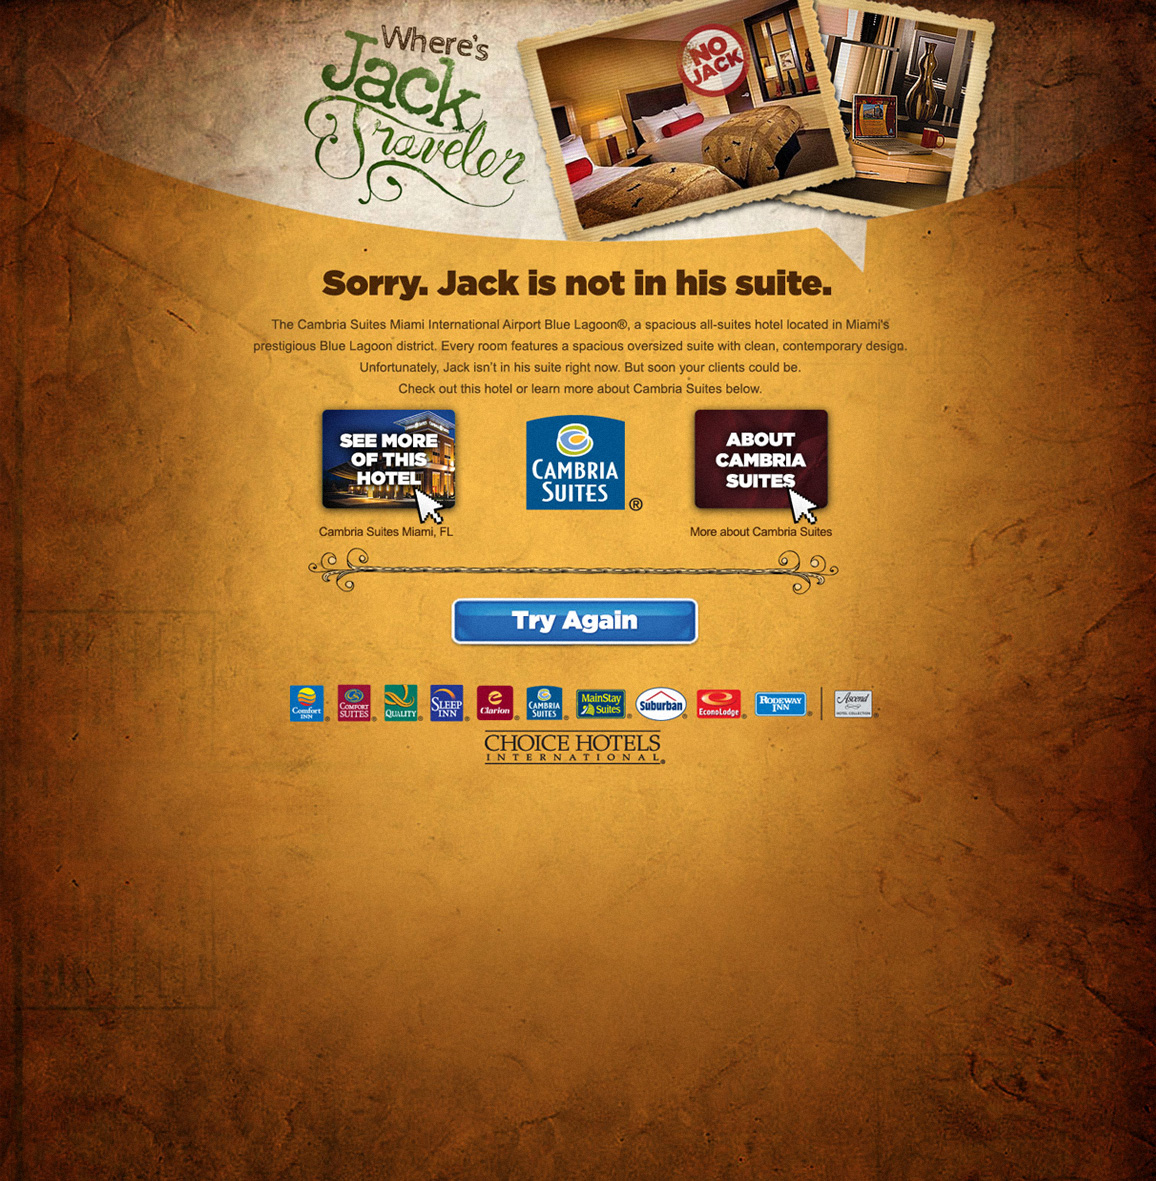 Where's
Jack
Traveler
NO
JACK
Sorry. Jack is not in his suite.
The Cambria Suites Miami International Airport Blue Lagoon®, a spacious all-suites hotel located in Miami's
prestigious Blue Lagoon district. Every room features a spacious oversized suite with clean, contemporary design.
Unfortunately, Jack isn't in his suite right now. But soon your clients could be.
Check out this hotel or learn more about Cambria Suites below.
SEE MORE
OF THIS
HOTEL
CAMBRIA
SUITES
®
ABOUT
CAMBRIA
SUITES
Cambria Suites Miami, FL
More about Cambria Suites
Try Again
Comfort
INN
COMFORT
SUITES
QUALITY
SLEEP
INN
Clarion
CAMBRIA
SUITES
MainStay
Suites
Suburban
EconoLodge
RODEWAY
INN
Ascend
HOTEL COLLECTION
CHOICE HOTELS
INTERNATIONAL®